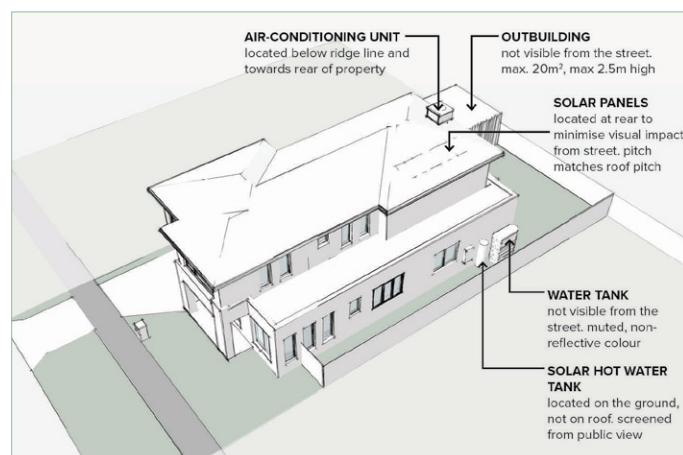 AIR-CONDITIONING UNIT
located below ridge line and
towards rear of property
OUTBUILDING
not visible from the street.
max. 20m², max 2.5m high
SOLAR PANELS
located at rear to
minimise visual impact
from street. pitch
matches roof pitch
WATER TANK
not visible from the
street. muted, non-
reflective colour
SOLAR HOT WATER
TANK
located on the ground,
not on roof. screened
from public view